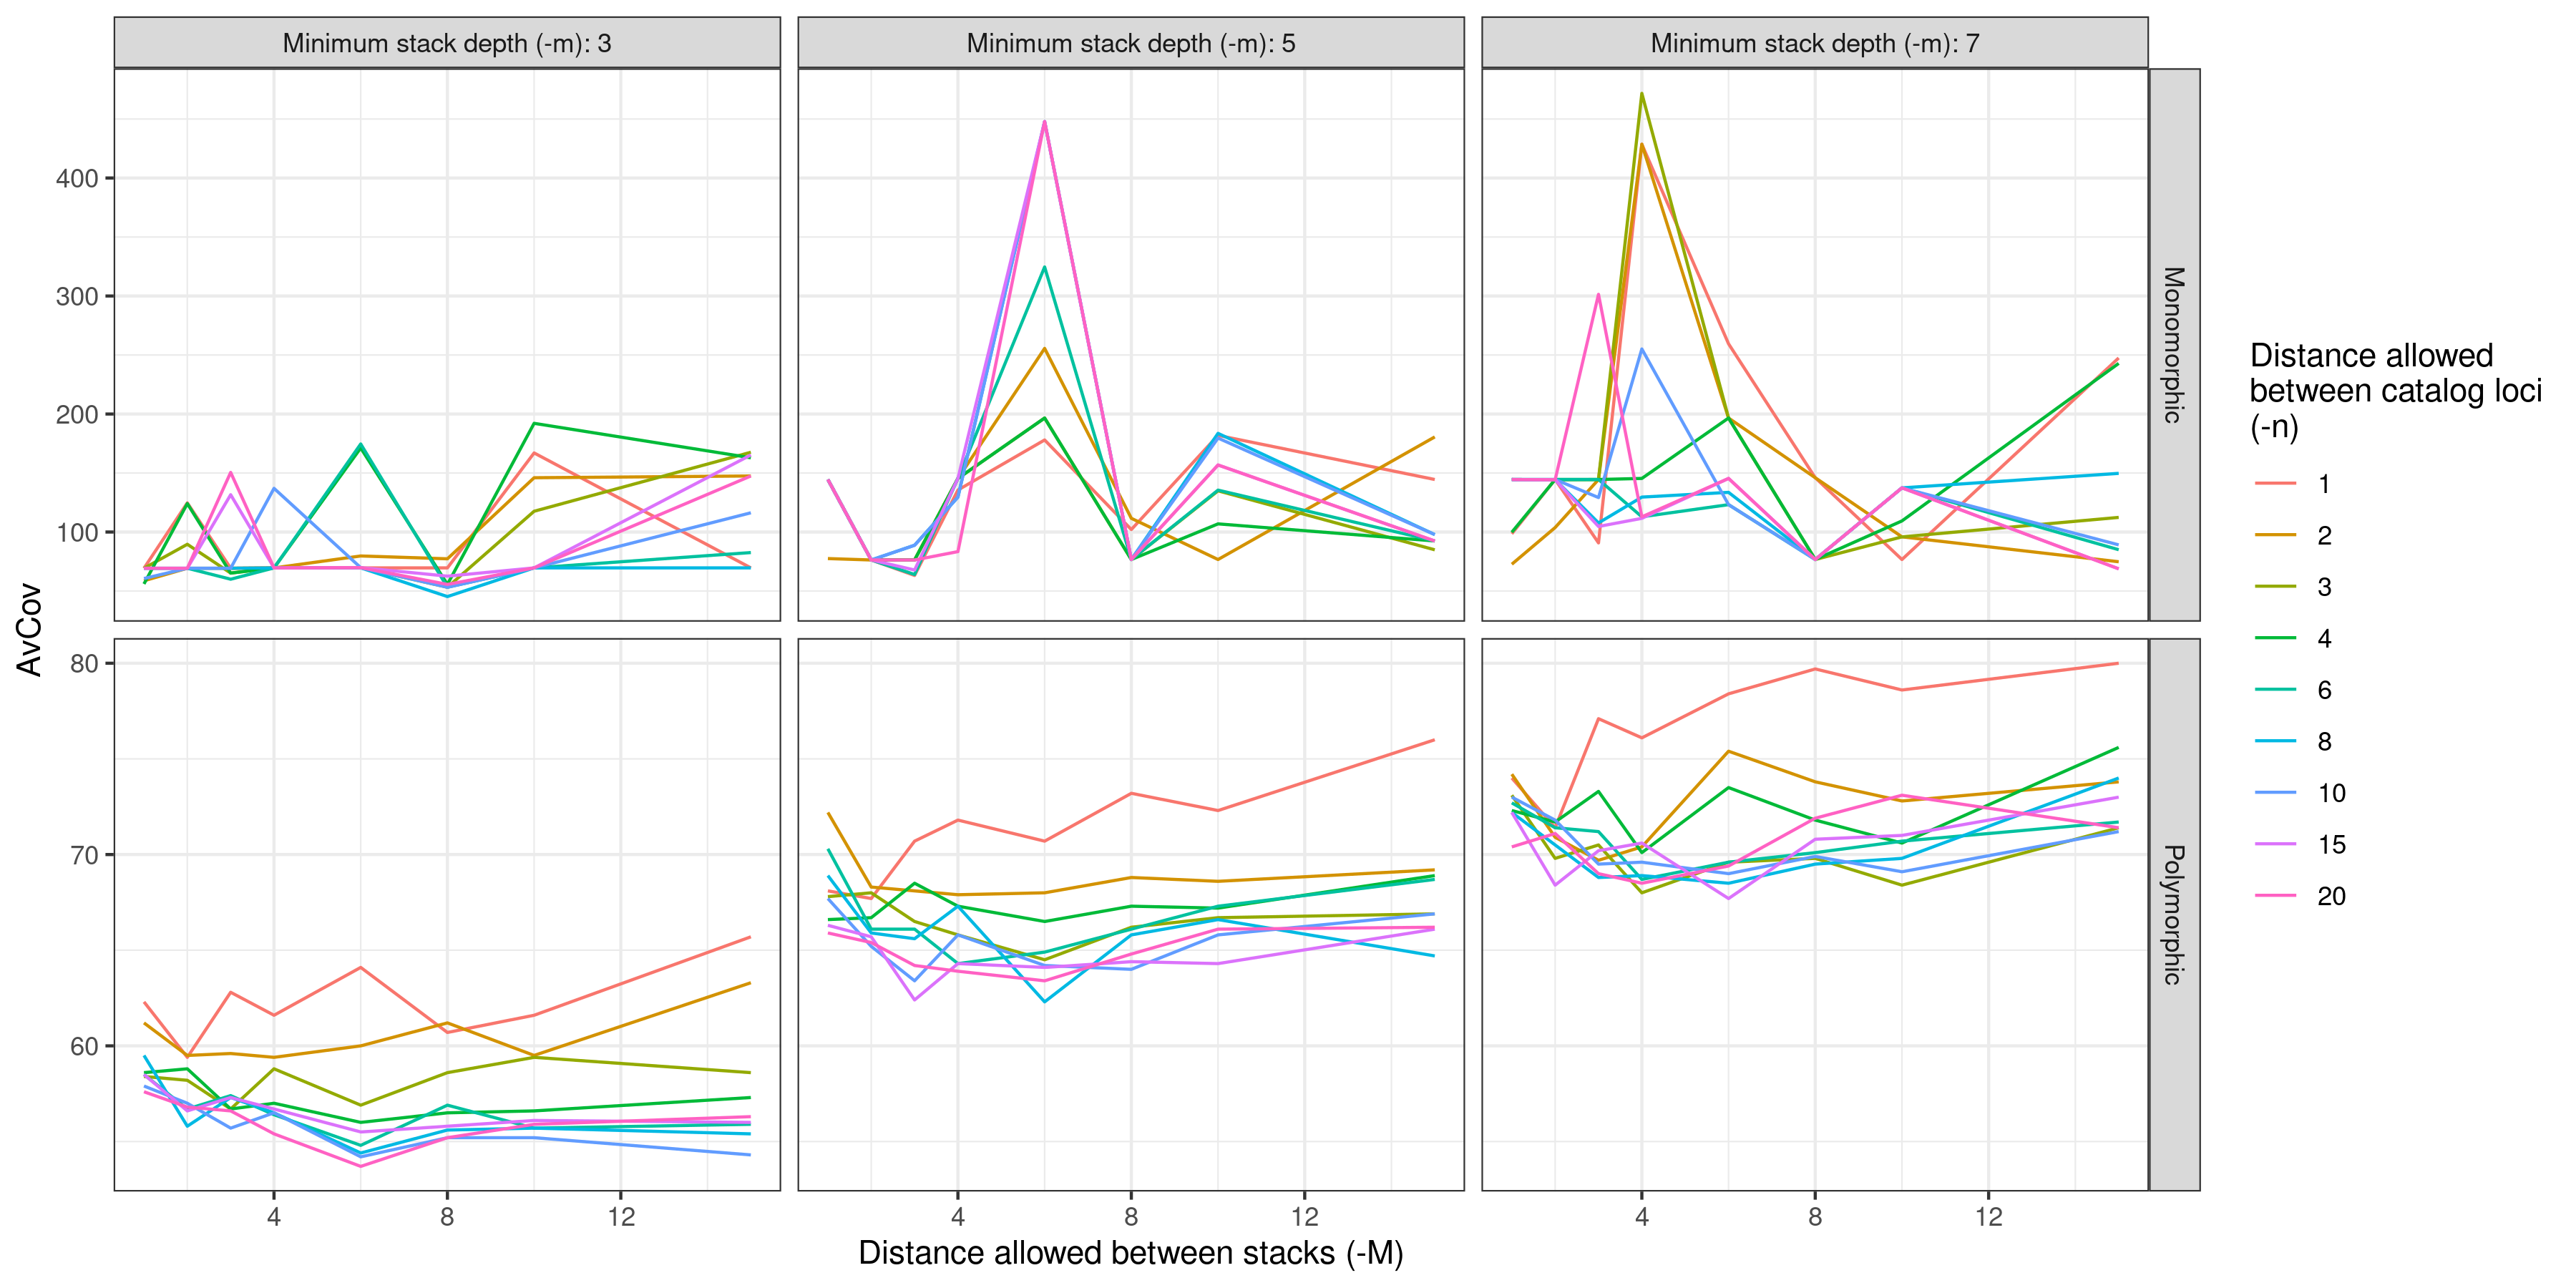 Minimum stack depth (-m): 3
Minimum stack depth (-m): 5
Minimum stack depth (-m): 7
400
300
200
100
Monomorphic
AvCov
80
70
60
Polymorphic
4
8
12
4
8
12
4
8
12
Distance allowed between stacks (-M)
Distance allowed
between catalog loci
(-n)
1
2
3
4
6
8
10
15
20